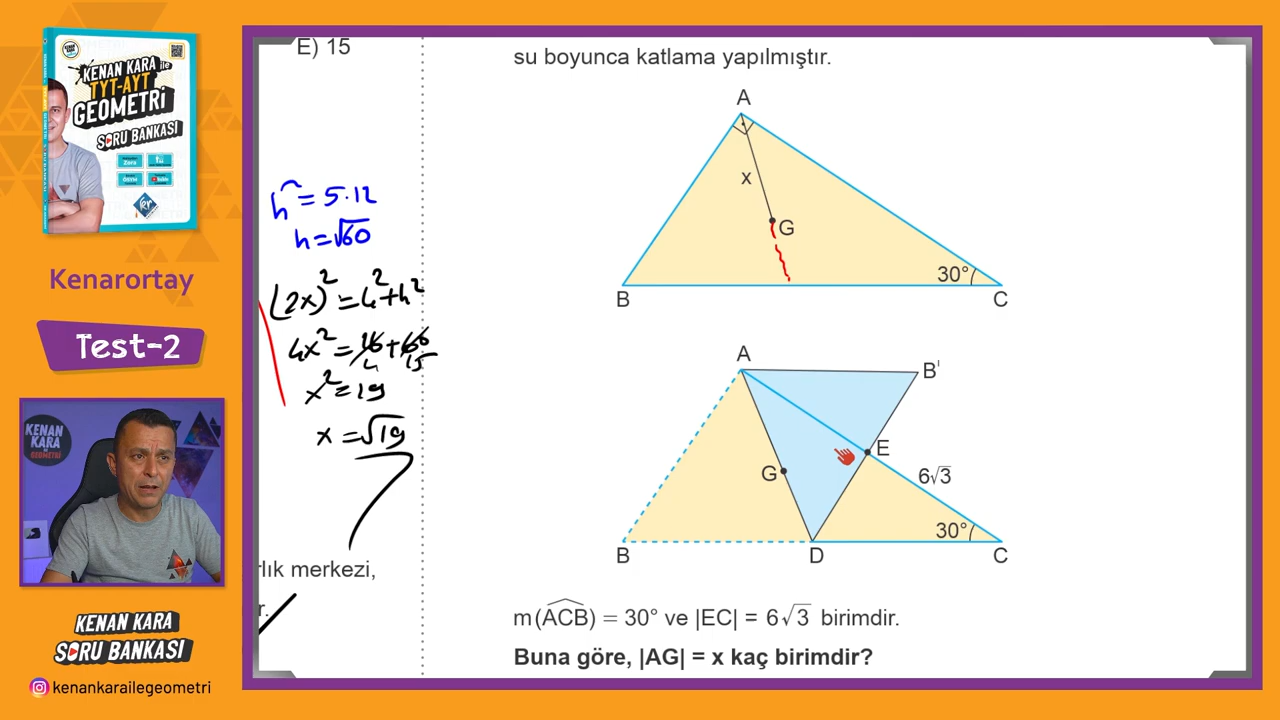 KENAN KARA ile
TYT-AYT
GEOMETRİ
SORU BANKASI
Kenarortay
Test-2
KENAN
KARA
GEOMETRİ
KENAN KARA
SORU BANKASI
kenankarailegeometri
E) 15
h² = 5·12
h = √60
(2x)² = 4² + h²
4x² = 16 + 60
4 15
x² = 19
x = √19
rlık merkezi,
r.
su boyunca katlama yapılmıştır.
A
x
G
30°
B
C
A
B'
E
G
6√3
30°
B
D
C
m(ACB) = 30° ve |EC| = 6√3 birimdir.
Buna göre, |AG| = x kaç birimdir?